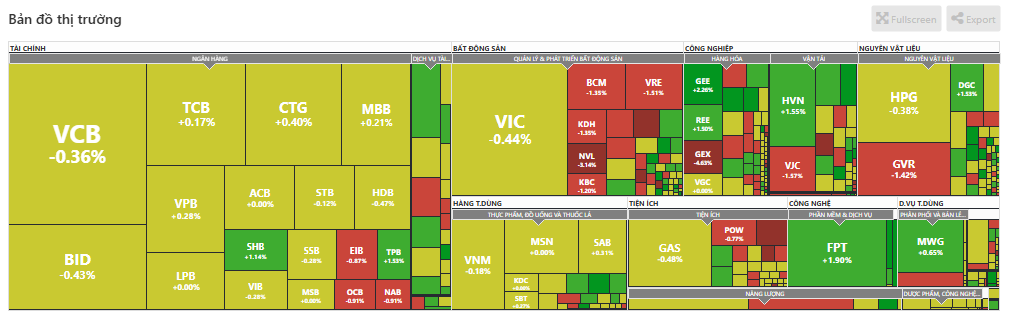 Bản đồ thị trường
Fullscreen
Export
TÀI CHÍNH
NGÂN HÀNG
DỊCH VỤ TÀI...
VCB
-0.36%
BID
-0.43%
TCB
+0.17%
CTG
+0.40%
MBB
+0.21%
VPB
+0.28%
LPB
+0.00%
ACB
+0.00%
STB
-0.12%
HDB
-0.47%
SHB
+1.14%
SSB
-0.28%
EIB
-0.87%
TPB
+1.53%
VIB
-0.28%
MSB
+0.00%
OCB
-0.91%
NAB
-0.91%
BẤT ĐỘNG SẢN
QUẢN LÝ & PHÁT TRIỂN BẤT ĐỘNG SẢN
VIC
-0.44%
BCM
-1.35%
VRE
-1.51%
KDH
-1.35%
NVL
-3.14%
KBC
-1.20%
CÔNG NGHIỆP
HÀNG HÓA
GEE
+2.26%
REE
+1.50%
GEX
-4.63%
VGC
+0.00%
VẬN TẢI
HVN
+1.55%
VJC
-1.57%
NGUYÊN VẬT LIỆU
NGUYÊN VẬT LIỆU
HPG
-0.38%
GVR
-1.42%
DGC
+1.53%
HÀNG T.DÙNG
THỰC PHẨM, ĐỒ UỐNG VÀ THUỐC LÁ
VNM
-0.18%
MSN
+0.00%
SAB
+0.31%
KDC
+0.60%
SBT
+0.27%
TIỆN ÍCH
TIỆN ÍCH
GAS
-0.48%
POW
-0.77%
CÔNG NGHỆ
PHẦN MỀM & DỊCH VỤ
FPT
+1.90%
D.VỤ T.DÙNG
PHÂN PHỐI VÀ BÁN LẺ...
MWG
+0.65%
NĂNG LƯỢNG
DƯỢC PHẨM, CÔNG NGHỆ...